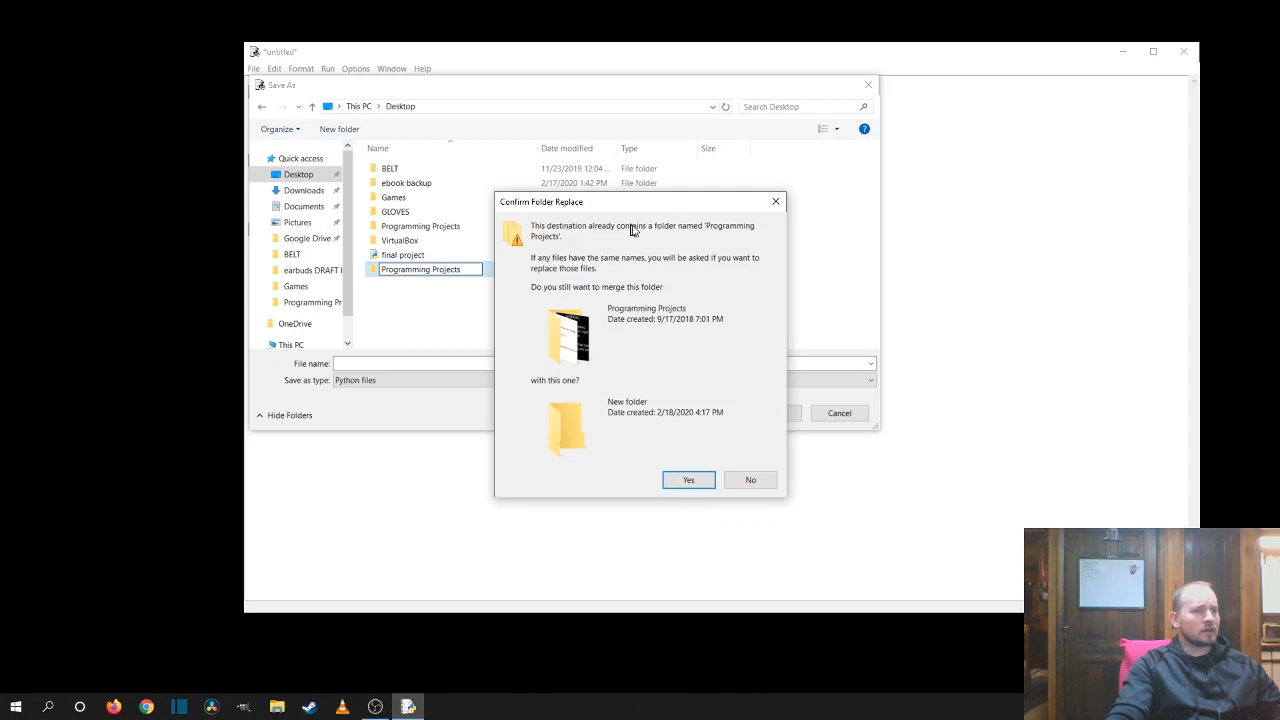 *untitled*
File Edit Format Run Options Window Help
Save As
This PC Desktop
Search Desktop
Organize New folder
Name Date modified Type Size
Quick access
Desktop
Downloads
Documents
Pictures
Google Drive
BELT
earbuds DRAFT
Games
Programming Pr
OneDrive
This PC
BELT 11/23/2019 12:04 ... File folder
ebook backup 2/17/2020 1:42 PM File folder
Games
GLOVES
Programming Projects
VirtualBox
final project
Programming Projects
File name:
Save as type: Python files
Hide Folders
Cancel
Confirm Folder Replace
This destination already contains a folder named 'Programming
Projects'.
If any files have the same names, you will be asked if you want to
replace those files.
Do you still want to merge this folder
Programming Projects
Date created: 9/17/2018 7:01 PM
with this one?
New folder
Date created: 2/18/2020 4:17 PM
Yes No